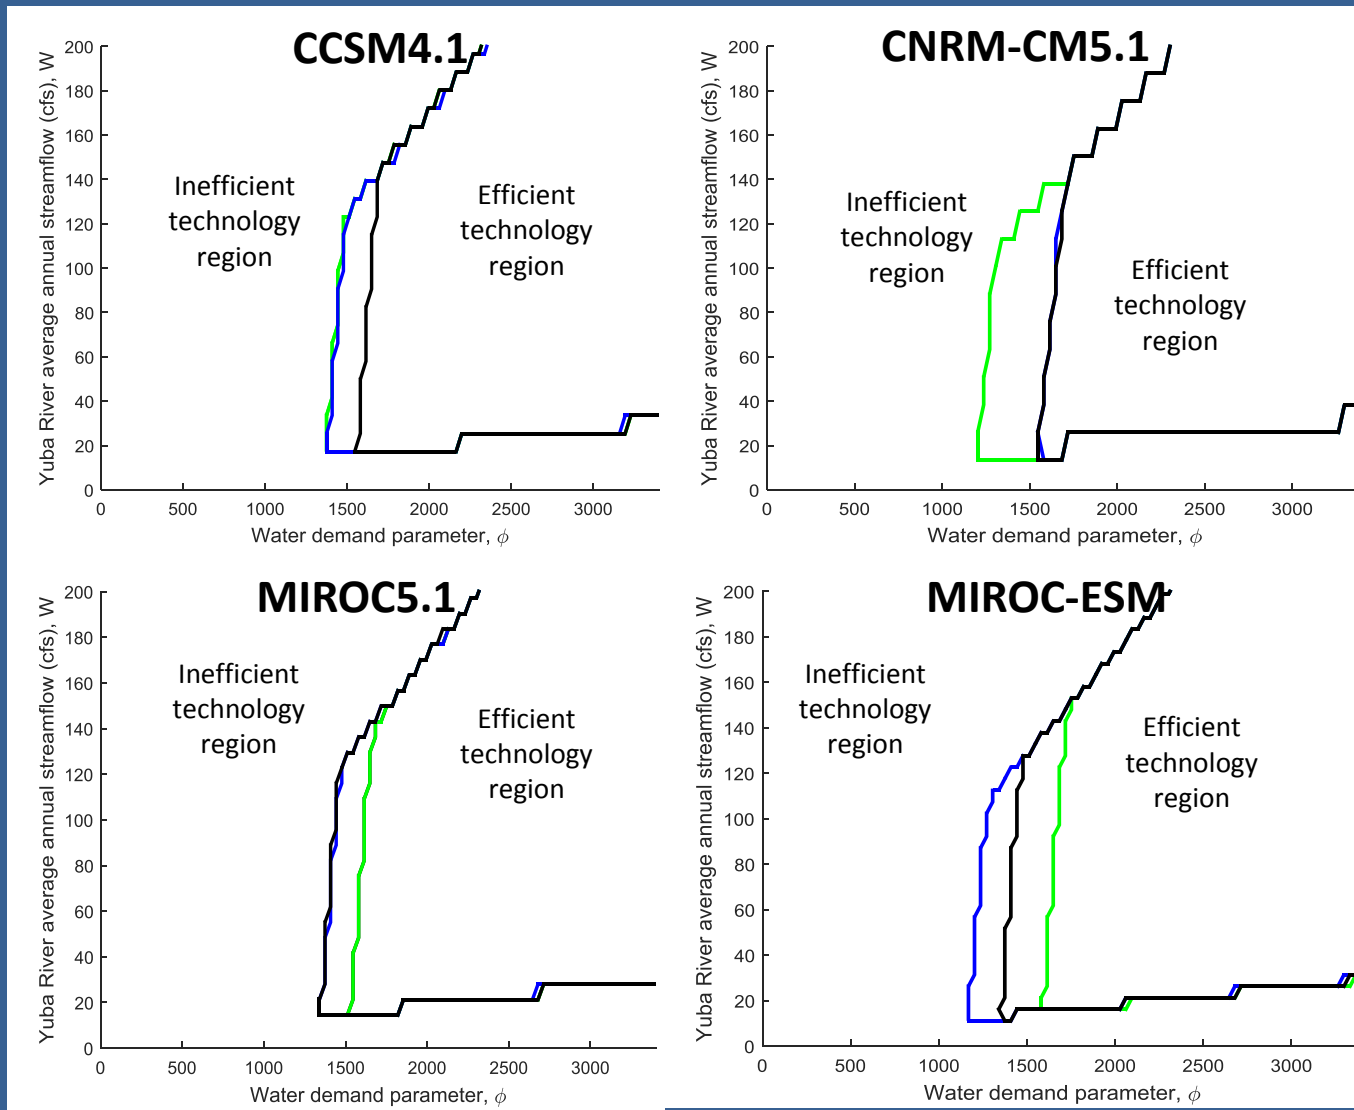 CCSM4.1
Yuba River average annual streamflow (cfs), W
200
180
160
140
120
100
80
60
40
20
0
Inefficient
technology
region
Efficient
technology
region
0 500 1000 1500 2000 2500 3000
Water demand parameter, ϕ
CNRM-CM5.1
Yuba River average annual streamflow (cfs), W
200
180
160
140
120
100
80
60
40
20
0
Inefficient
technology
region
Efficient
technology
region
0 500 1000 1500 2000 2500 3000
Water demand parameter, ϕ
MIROC5.1
Yuba River average annual streamflow (cfs), W
200
180
160
140
120
100
80
60
40
20
0
Inefficient
technology
region
Efficient
technology
region
0 500 1000 1500 2000 2500 3000
Water demand parameter, ϕ
MIROC-ESM
Yuba River average annual streamflow (cfs), W
200
180
160
140
120
100
80
60
40
20
0
Inefficient
technology
region
Efficient
technology
region
0 500 1000 1500 2000 2500 3000
Water demand parameter, ϕ